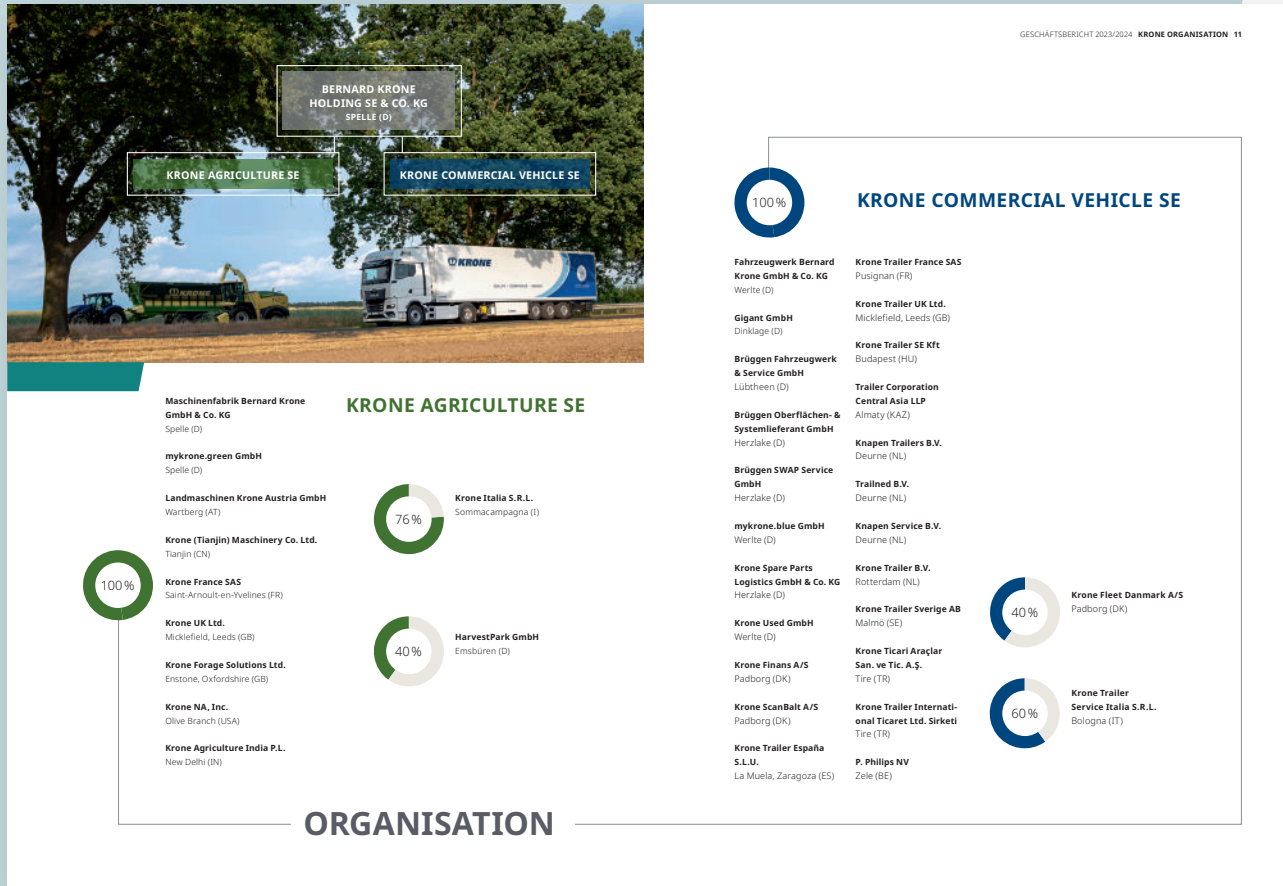 GESCHÄFTSBERICHT 2023/2024 KRONE ORGANISATION 11
BERNARD KRONE
HOLDING SE & CO. KG
SPELLE (D)
KRONE AGRICULTURE SE
KRONE COMMERCIAL VEHICLE SE
KRONE
KRONE
KRONE AGRICULTURE SE
100 %
Maschinenfabrik Bernard Krone
GmbH & Co. KG
Spelle (D)
mykrone.green GmbH
Spelle (D)
Landmaschinen Krone Austria GmbH
Wartberg (AT)
Krone (Tianjin) Machinery Co. Ltd.
Tianjin (CN)
Krone France SAS
Saint-Arnoult-en-Yvelines (FR)
Krone UK Ltd.
Micklefield, Leeds (GB)
Krone Forage Solutions Ltd.
Enstone, Oxfordshire (GB)
Krone NA, Inc.
Olive Branch (USA)
Krone Agriculture India P.L.
New Delhi (IN)
76 %
Krone Italia S.R.L.
Sommacampagna (I)
40 %
HarvestPark GmbH
Emsbüren (D)
KRONE COMMERCIAL VEHICLE SE
100 %
Fahrzeugwerk Bernard
Krone GmbH & Co. KG
Werlte (D)
Gigant GmbH
Dinklage (D)
Brüggen Fahrzeugwerk
& Service GmbH
Lübtheen (D)
Brüggen Oberflächen- &
Systemlieferant GmbH
Herzlake (D)
Brüggen SWAP Service
GmbH
Herzlake (D)
mykrone.blue GmbH
Werlte (D)
Krone Spare Parts
Logistics GmbH & Co. KG
Herzlake (D)
Krone Used GmbH
Werlte (D)
Krone Finans A/S
Padborg (DK)
Krone ScanBalt A/S
Padborg (DK)
Krone Trailer España
S.L.U.
La Muela, Zaragoza (ES)
Krone Trailer France SAS
Pusignan (FR)
Krone Trailer UK Ltd.
Micklefield, Leeds (GB)
Krone Trailer SE Kft
Budapest (HU)
Trailer Corporation
Central Asia LLP
Almaty (KAZ)
Knapen Trailers B.V.
Deurne (NL)
Trailned B.V.
Deurne (NL)
Knapen Service B.V.
Deurne (NL)
Krone Trailer B.V.
Rotterdam (NL)
Krone Trailer Sverige AB
Malmö (SE)
Krone Ticari Araçlar
San. ve Tic. A.Ş.
Tire (TR)
Krone Trailer Internati-
onal Ticaret Ltd. Sirketi
Tire (TR)
P. Philips NV
Zele (BE)
40 %
Krone Fleet Danmark A/S
Padborg (DK)
60 %
Krone Trailer
Service Italia S.R.L.
Bologna (IT)
ORGANISATION